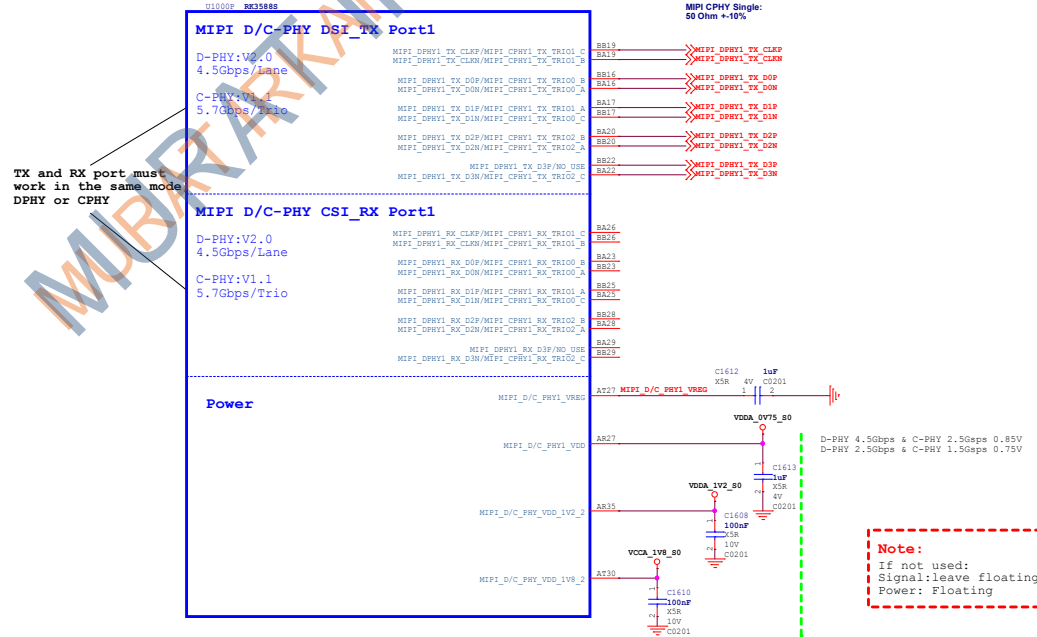 U1000P RK3588S
MIPI CPHY Single:
50 Ohm +-10%
MIPI D/C-PHY DSI_TX Port1
D-PHY:V2.0
4.5Gbps/Lane
C-PHY:V1.1
5.7Gbps/Trio
MIPI_DPHY1_TX_CLKP/MIPI_CPHY1_TX_TRIO1_C BB19 MIPI_DPHY1_TX_CLKP
MIPI_DPHY1_TX_CLKN/MIPI_CPHY1_TX_TRIO1_B BA19 MIPI_DPHY1_TX_CLKN
MIPI_DPHY1_TX_D0P/MIPI_CPHY1_TX_TRIO0_B BB16 MIPI_DPHY1_TX_D0P
MIPI_DPHY1_TX_D0N/MIPI_CPHY1_TX_TRIO0_A BA16 MIPI_DPHY1_TX_D0N
MIPI_DPHY1_TX_D1P/MIPI_CPHY1_TX_TRIO1_A BA17 MIPI_DPHY1_TX_D1P
MIPI_DPHY1_TX_D1N/MIPI_CPHY1_TX_TRIO0_C BB17 MIPI_DPHY1_TX_D1N
MIPI_DPHY1_TX_D2P/MIPI_CPHY1_TX_TRIO2_B BA20 MIPI_DPHY1_TX_D2P
MIPI_DPHY1_TX_D2N/MIPI_CPHY1_TX_TRIO2_A BB20 MIPI_DPHY1_TX_D2N
MIPI_DPHY1_TX_D3P/NO_USE BB22 MIPI_DPHY1_TX_D3P
MIPI_DPHY1_TX_D3N/MIPI_CPHY1_TX_TRIO2_C BA22 MIPI_DPHY1_TX_D3N
TX and RX port must
work in the same mode
DPHY or CPHY
MIPI D/C-PHY CSI_RX Port1
D-PHY:V2.0
4.5Gbps/Lane
C-PHY:V1.1
5.7Gbps/Trio
MIPI_DPHY1_RX_CLKP/MIPI_CPHY1_RX_TRIO1_C BA26
MIPI_DPHY1_RX_CLKN/MIPI_CPHY1_RX_TRIO1_B BB26
MIPI_DPHY1_RX_D0P/MIPI_CPHY1_RX_TRIO0_B BA23
MIPI_DPHY1_RX_D0N/MIPI_CPHY1_RX_TRIO0_A BB23
MIPI_DPHY1_RX_D1P/MIPI_CPHY1_RX_TRIO1_A BB25
MIPI_DPHY1_RX_D1N/MIPI_CPHY1_RX_TRIO0_C BA25
MIPI_DPHY1_RX_D2P/MIPI_CPHY1_RX_TRIO2_B BB28
MIPI_DPHY1_RX_D2N/MIPI_CPHY1_RX_TRIO2_A BA28
MIPI_DPHY1_RX_D3P/NO_USE BA29
MIPI_DPHY1_RX_D3N/MIPI_CPHY1_RX_TRIO2_C BB29
Power
MIPI_D/C_PHY1_VREG AT27 MIPI_D/C_PHY1_VREG
C1612 1uF
X5R 4V C0201
1 2
VDDA_0V75_S0
MIPI_D/C_PHY1_VDD AR27
D-PHY 4.5Gbps & C-PHY 2.5Gsps 0.85V
D-PHY 2.5Gbps & C-PHY 1.5Gsps 0.75V
1
2
C1613
1uF
X5R
4V
C0201
VDDA_1V2_S0
MIPI_D/C_PHY_VDD_1V2_2 AR35
1
2
C1608
100nF
X5R
10V
C0201
VCCA_1V8_S0
MIPI_D/C_PHY_VDD_1V8_2 AT30
1
2
C1610
100nF
X5R
10V
C0201
Note:
If not used:
Signal:leave floating
Power: Floating